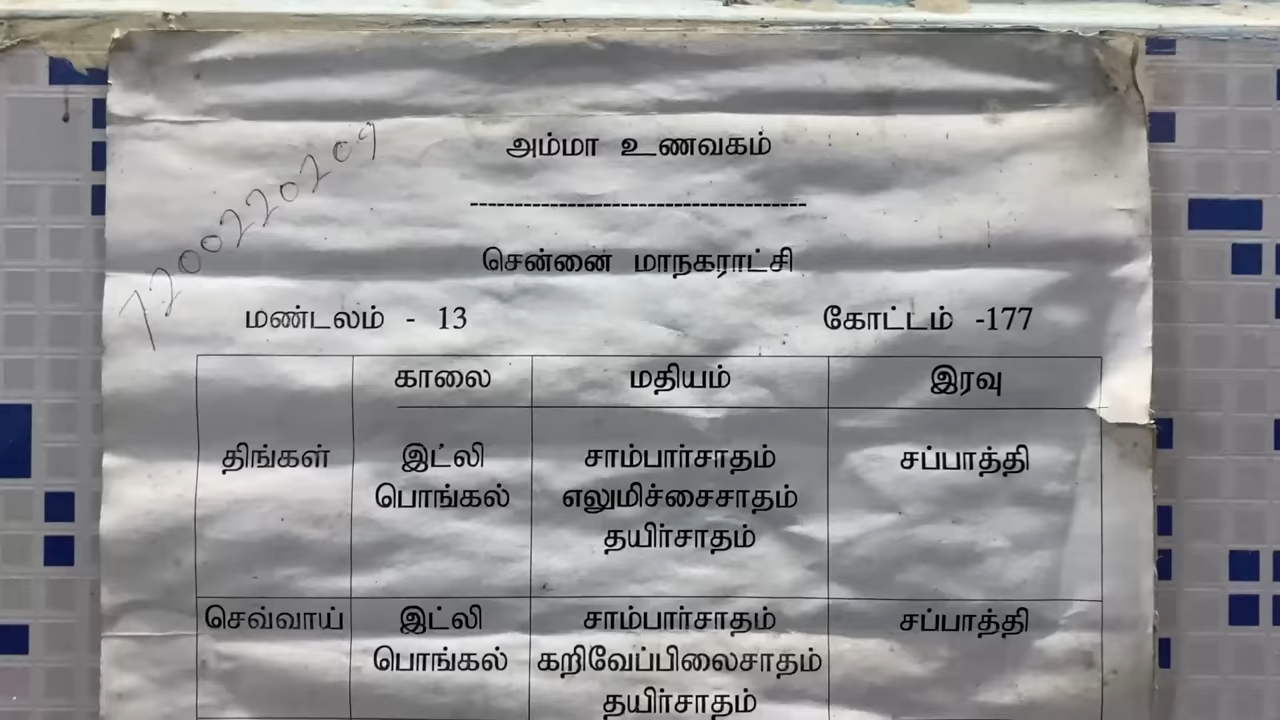 அம்மா உணவகம்
------------------------------------
சென்னை மாநகராட்சி
7200220209
மண்டலம் - 13 கோட்டம் -177
காலை மதியம் இரவு
திங்கள் இட்லி சாம்பார்சாதம் சப்பாத்தி
பொங்கல் எலுமிச்சைசாதம்
தயிர்சாதம்
செவ்வாய் இட்லி சாம்பார்சாதம் சப்பாத்தி
பொங்கல் கறிவேப்பிலைசாதம்
தயிர்சாதம்